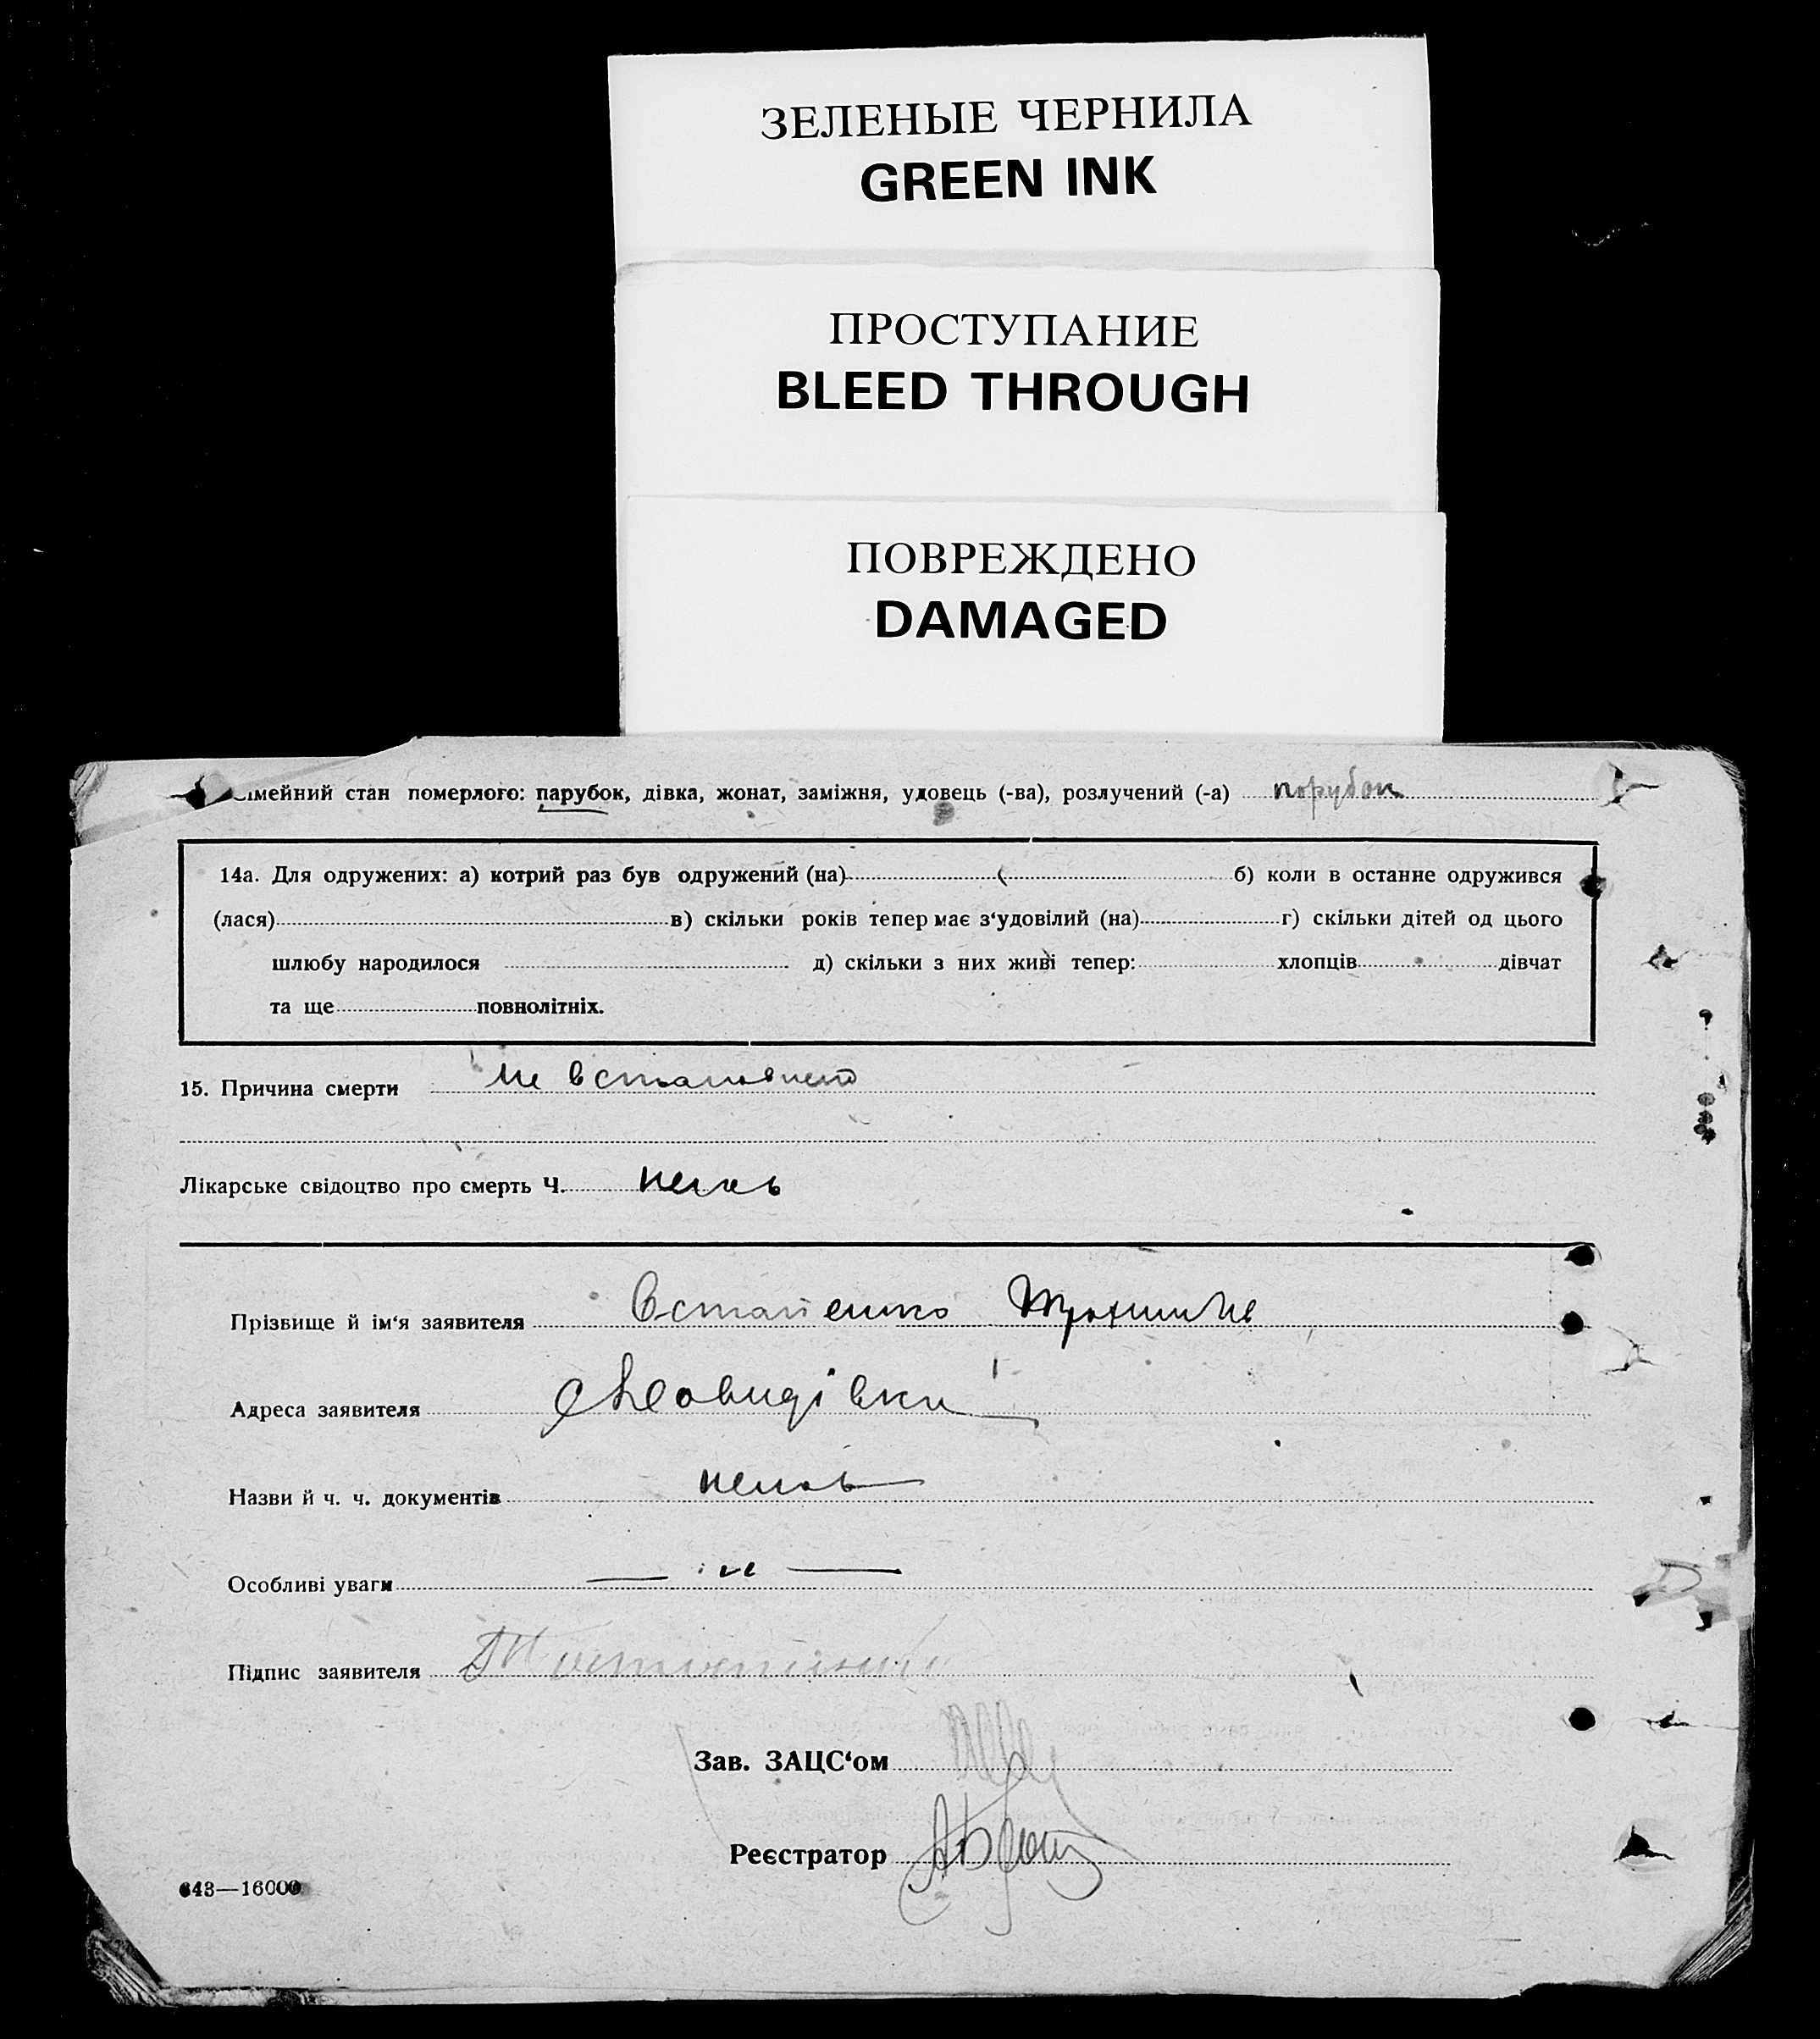 ЗЕЛЕНЫЕ ЧЕРНИЛА
GREEN INK
ПРОСТУПАНИЕ
BLEED THROUGH
ПОВРЕЖДЕНО
DAMAGED
імейний стан померлого: парубок, дівка, жонат, заміжня, удовець (-ва), розлучений (-а) порубок
14а. Для одружених: а) котрий раз був одружений (на) б) коли в останне одружився
(лася) в) скільки років тепер має з‘удовілий (на) г) скільки дітей од цього
шлюбу народилося д) скільки з них живі тепер: хлопців дівчат
та ще повнолітніх.
15. Причина смерти не встановлено
Лікарське свідоцтво про смерть Ч. немає
Прізвище й ім‘я заявителя Остапенко
Адреса заявителя
Назви й ч. ч. документів немає
Особливі уваги
Підпис заявителя
Зав. ЗАЦС‘ом
Реєстратор
643—16000